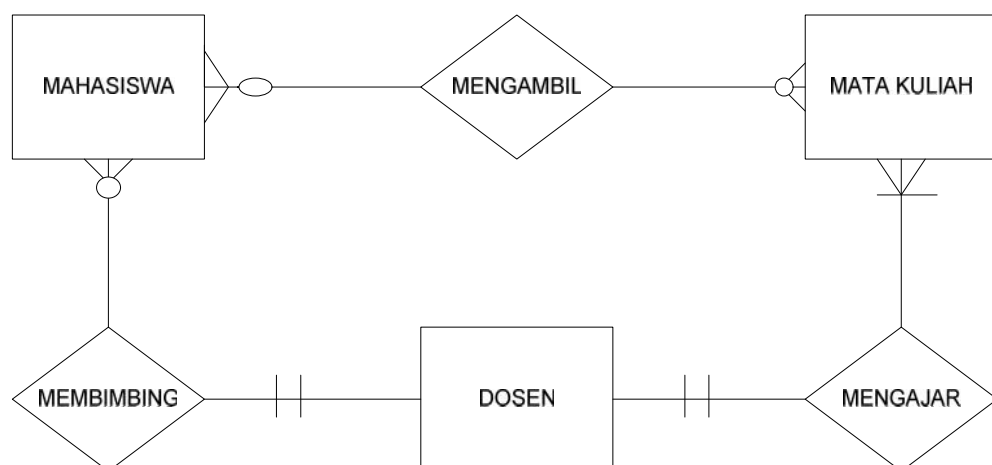 MAHASISWA
MENGAMBIL
MATA KULIAH
MEMBIMBING
DOSEN
MENGAJAR